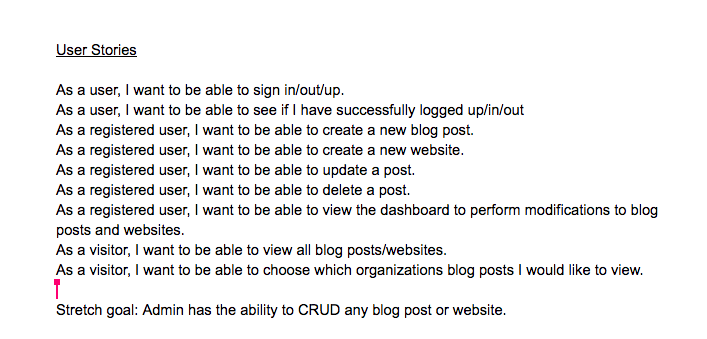 User Stories
As a user, I want to be able to sign in/out/up.
As a user, I want to be able to see if I have successfully logged up/in/out
As a registered user, I want to be able to create a new blog post.
As a registered user, I want to be able to create a new website.
As a registered user, I want to be able to update a post.
As a registered user, I want to be able to delete a post.
As a registered user, I want to be able to view the dashboard to perform modifications to blog
posts and websites.
As a visitor, I want to be able to view all blog posts/websites.
As a visitor, I want to be able to choose which organizations blog posts I would like to view.
Stretch goal: Admin has the ability to CRUD any blog post or website.